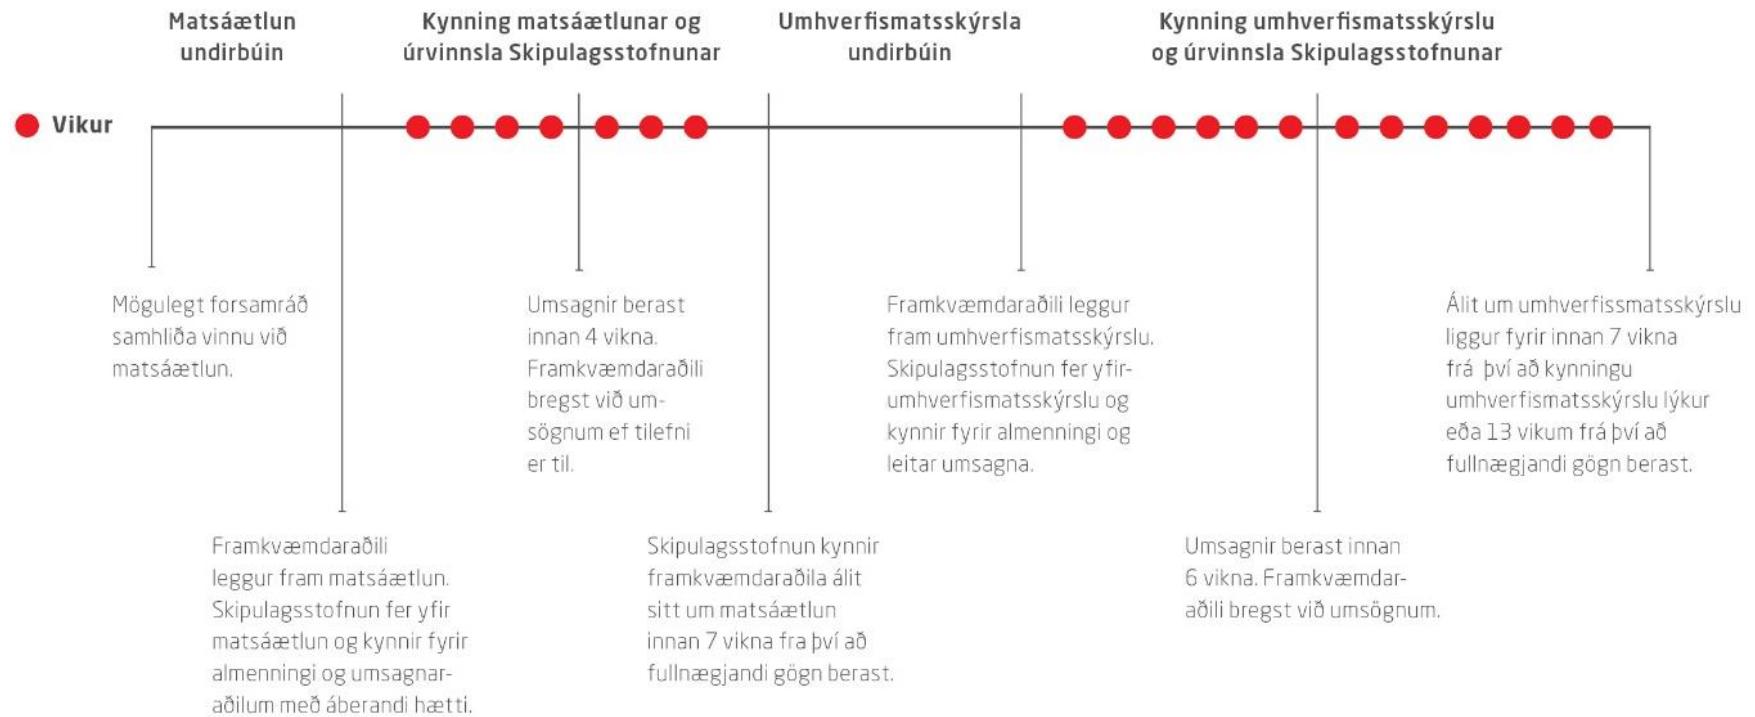 Matsáætlun
undirbúin
Kynning matsáætlunar og
úrvinnsla Skipulagsstofnunar
Umhverfismatsskýrsla
undirbúin
Kynning umhverfismatsskýrslu
og úrvinnsla Skipulagsstofnunar
Vikur
Mögulegt forsamráð
samhliða vinnu við
matsáætlun.
Umsagnir berast
innan 4 vikna.
Framkvæmdaraðili
bregst við um-
sögnum ef tilefni
er til.
Framkvæmdaraðili leggur
fram umhverfismatsskýrslu.
Skipulagsstofnun fer yfir-
umhverfismatsskýrslu og
kynnir fyrir almenningi og
leitar umsagna.
Álit um umhverfissmatsskýrslu
liggur fyrir innan 7 vikna
frá því að kynningu
umhverfismatsskýrslu lýkur
eða 13 vikum frá því að
fullnægjandi gögn berast.
Framkvæmdaraðili
leggur fram matsáætlun.
Skipulagsstofnun fer yfir
matsáætlun og kynnir fyrir
almenningi og umsagnar-
aðilum með áberandi hætti.
Skipulagsstofnun kynnir
framkvæmdaraðila álit
sitt um matsáætlun
innan 7 vikna fra því að
fullnægjandi gögn berast.
Umsagnir berast innan
6 vikna. Framkvæmdar-
aðili bregst við umsögnum.